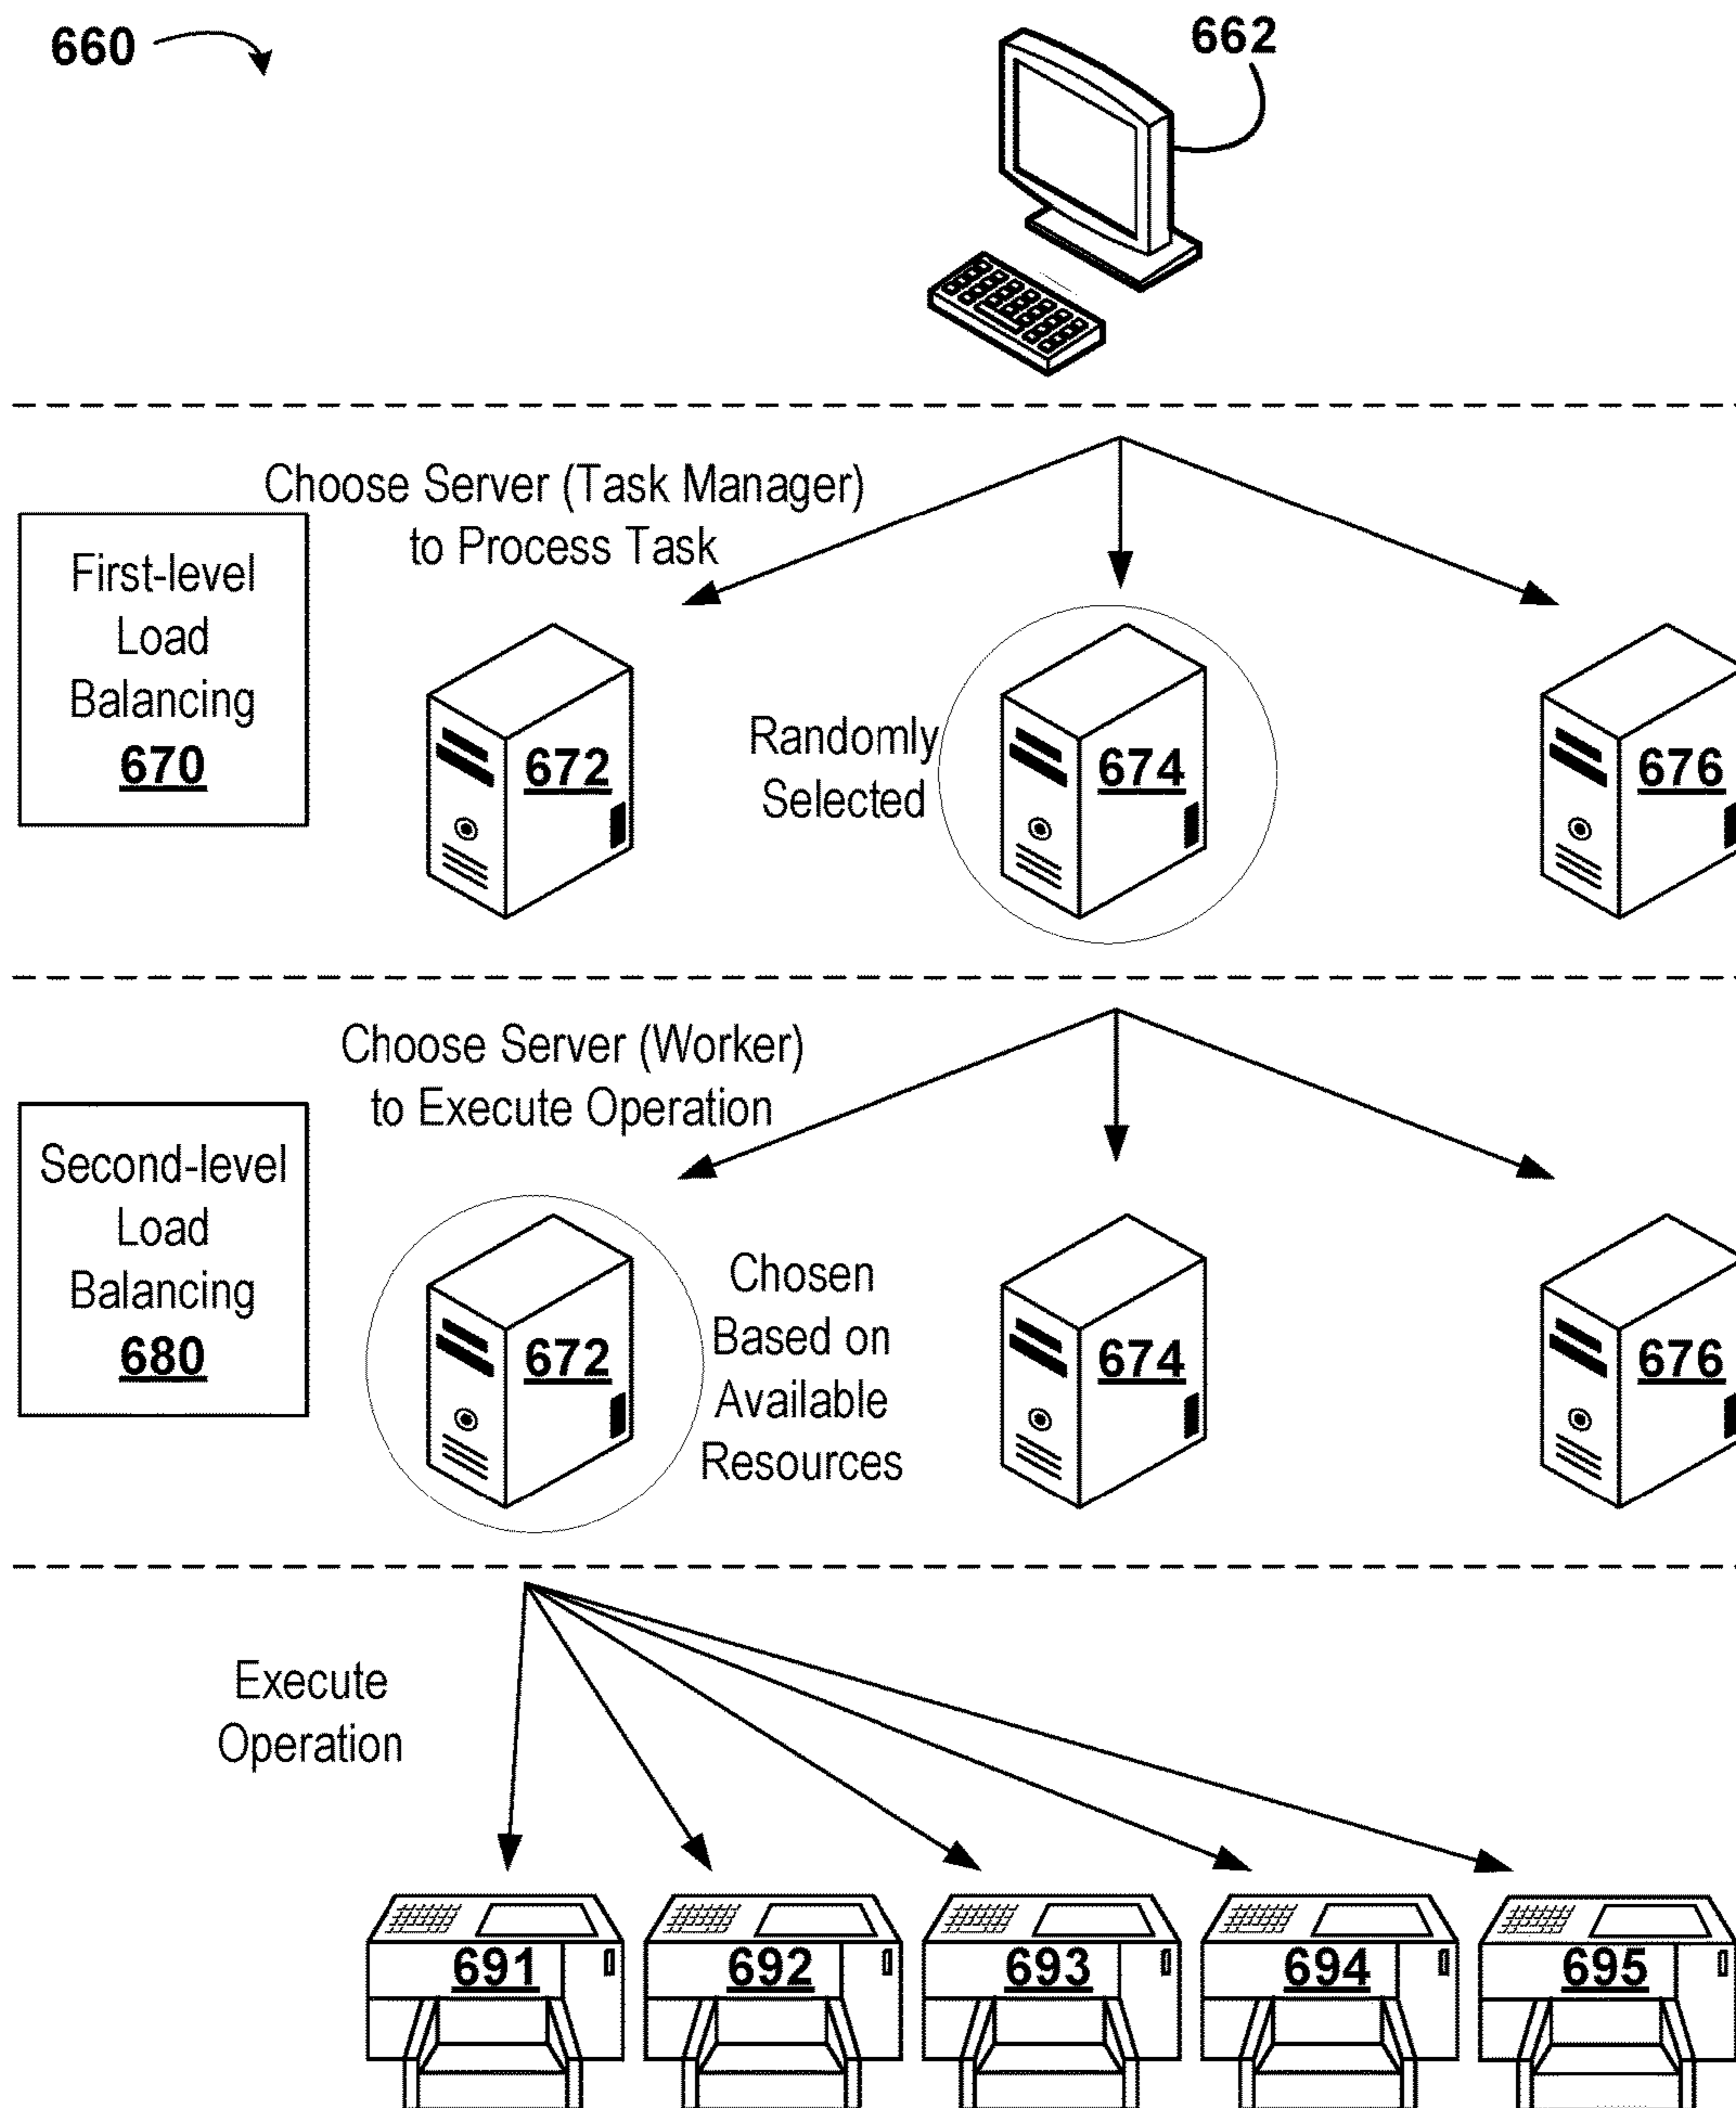 660
662
Choose Server (Task Manager)
to Process Task
First-level
Load
Balancing
670
672
Randomly
Selected
674
676
Choose Server (Worker)
to Execute Operation
Second-level
Load
Balancing
680
672
Chosen
Based on
Available
Resources
674
676
Execute
Operation
691
692
693
694
695